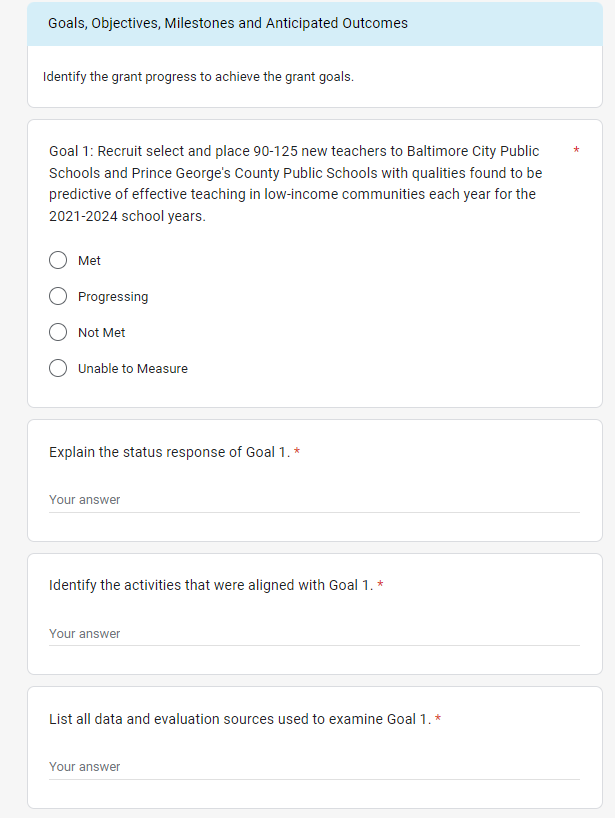 Goals, Objectives, Milestones and Anticipated Outcomes
Identify the grant progress to achieve the grant goals.
Goal 1: Recruit select and place 90-125 new teachers to Baltimore City Public *
Schools and Prince George's County Public Schools with qualities found to be
predictive of effective teaching in low-income communities each year for the
2021-2024 school years.
Met
Progressing
Not Met
Unable to Measure
Explain the status response of Goal 1. *
Your answer
Identify the activities that were aligned with Goal 1. *
Your answer
List all data and evaluation sources used to examine Goal 1. *
Your answer